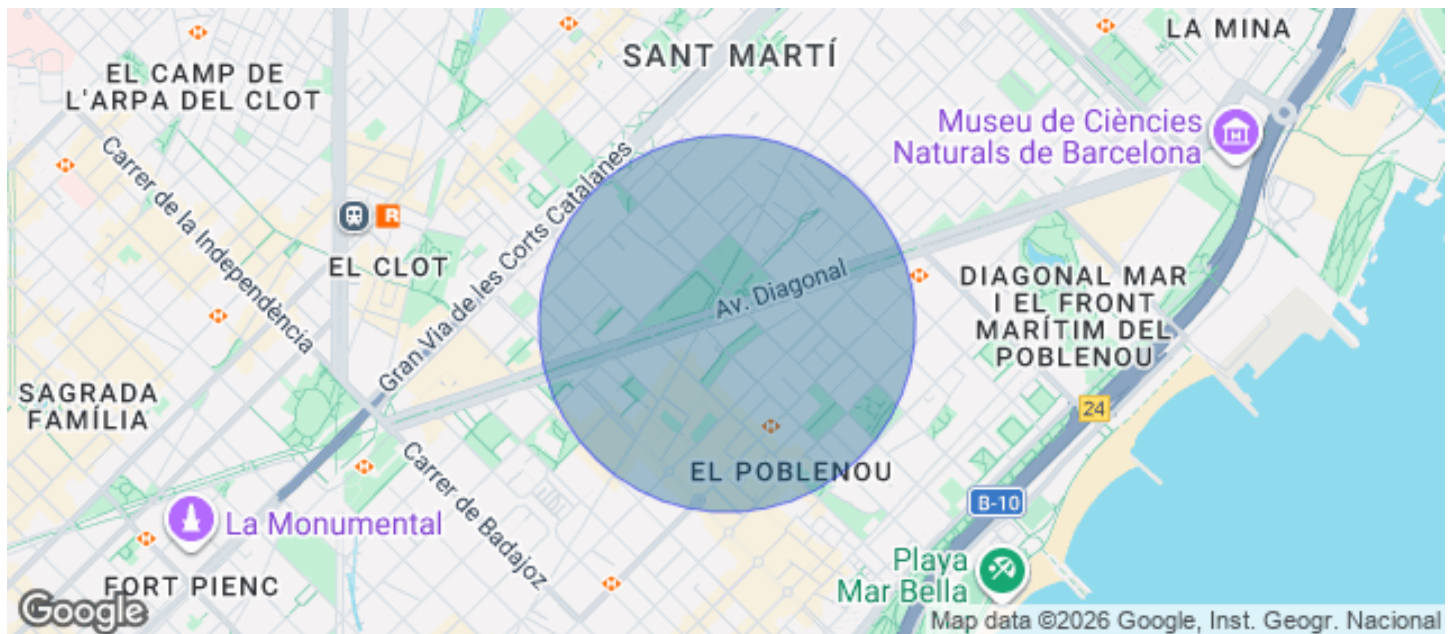 LA MINA
SANT MARTÍ
EL CAMP DE
L'ARPA DEL CLOT
Museu de Ciències
Naturals de Barcelona
Carrer de la Independència
Gran Via de les Corts Catalanes
R
EL CLOT
Av. Diagonal
DIAGONAL MAR
I EL FRONT
MARÍTIM DEL
POBLENOU
SAGRADA
FAMÍLIA
24
Carrer de Badajoz
EL POBLENOU
B-10
La Monumental
Playa
Mar Bella
FORT PIENC
Google
Map data ©2026 Google, Inst. Geogr. Nacional